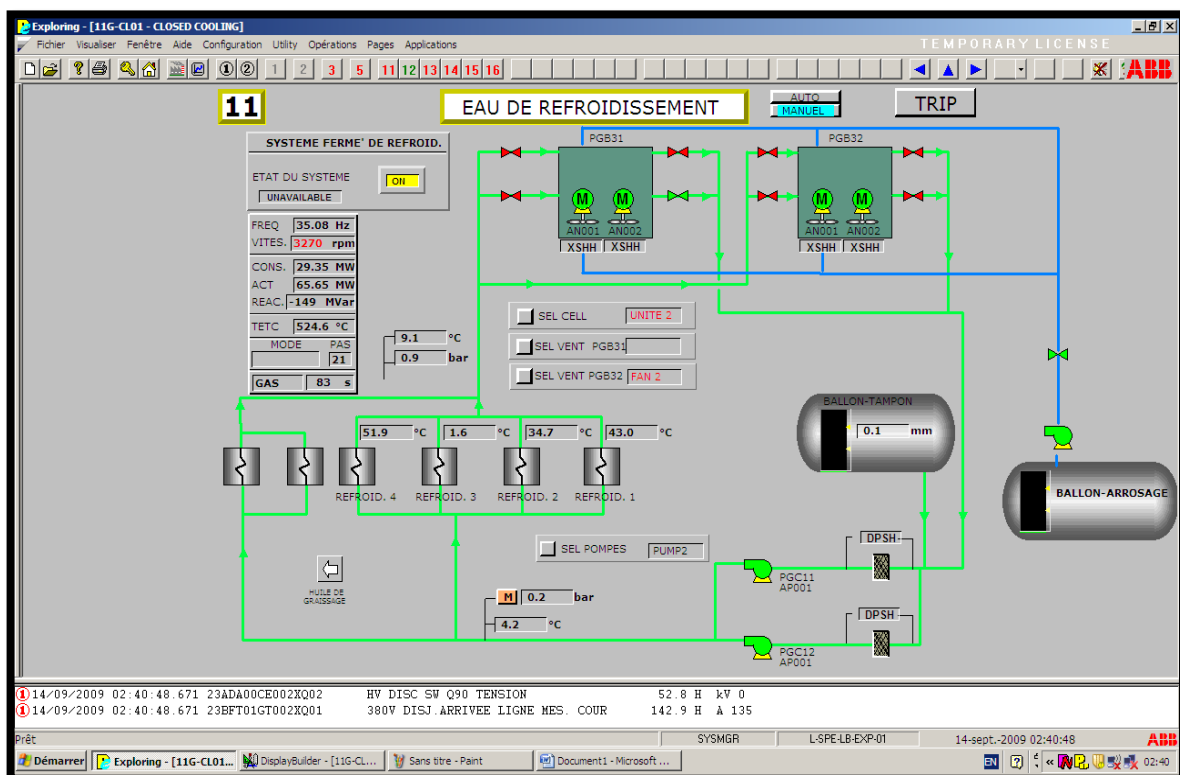 Exploring - [11G-CL01 - CLOSED COOLING]
Fichier Visualiser Fenêtre Aide Configuration Utility Opérations Pages Applications
TEMPORARY LICENSE
1 2 1 2 3 5 11 12 13 14 15 16 ABB
11
EAU DE REFROIDISSEMENT
AUTO
MANUEL
TRIP
SYSTEME FERME' DE REFROID.
ETAT DU SYSTEME
UNAVAILABLE
ON
PGB31
PGB32
M M M M
AN001 AN002 AN001 AN002
XSHH XSHH XSHH XSHH
FREQ 35.08 Hz
VITES. 3270 rpm
CONS. 29.35 MW
ACT 65.65 MW
REAC. -149 MVar
TETC 524.6 °C
MODE PAS
21
GAS 83 s
9.1 °C
0.9 bar
SEL CELL UNITE 2
SEL VENT PGB31
SEL VENT PGB32 FAN 2
BALLON-TAMPON
0.1 mm
51.9 °C 1.6 °C 34.7 °C 43.0 °C
REFROID. 4 REFROID. 3 REFROID. 2 REFROID. 1
BALLON-ARROSAGE
SEL POMPES PUMP2
DPSH
PGC11
AP001
HUILE DE
GRAISSAGE
M 0.2 bar
4.2 °C
DPSH
PGC12
AP001
1 14/09/2009 02:40:48.671 23ADA00CE002XQ02 HV DISC SW Q90 TENSION 52.8 H kV 0
1 14/09/2009 02:40:48.671 23BFT01GT002XQ01 380V DISJ.ARRIVEE LIGNE MES. COUR 142.9 H A 135
Prêt SYSMGR L-SPE-LB-EXP-01 14-sept.-2009 02:40:48 ABB
Démarrer Exploring - [11G-CL01... DisplayBuilder - [11G-CL... Sans titre - Paint Document1 - Microsoft ... EN 02:40